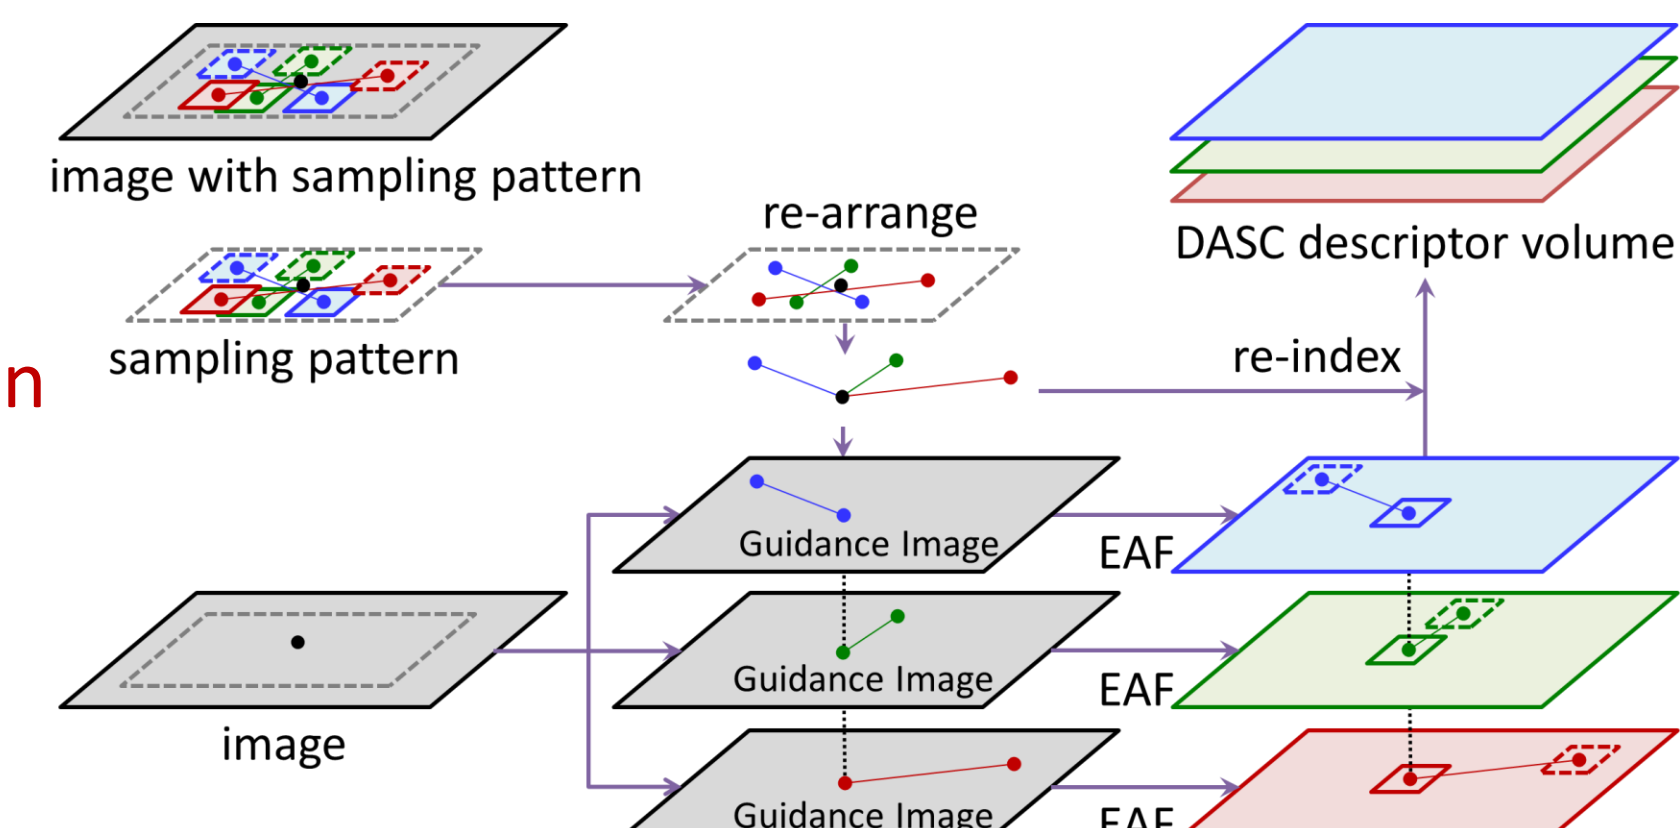 image with sampling pattern
re-arrange
DASC descriptor volume
sampling pattern
re-index
n
Guidance Image
EAF
Guidance Image
EAF
image
Guidance Image
EAF